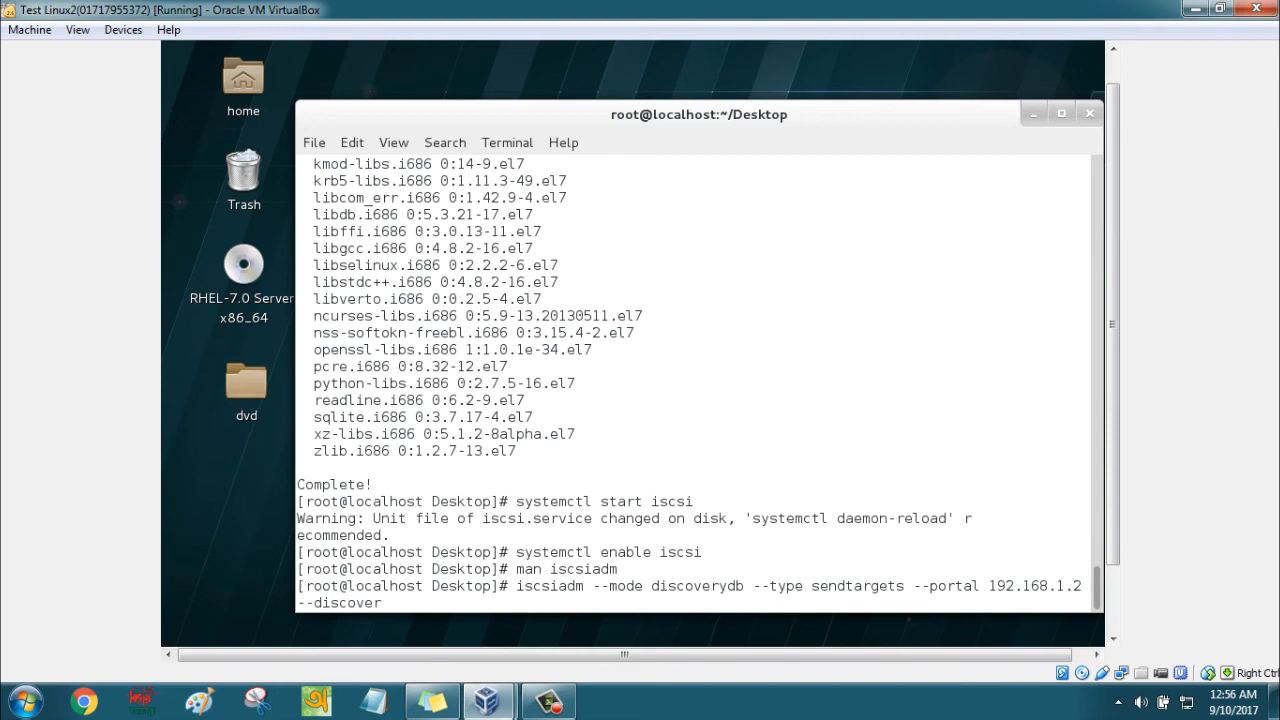 Test Linux2(01717955372) [Running] - Oracle VM VirtualBox
Machine View Devices Help
home
Trash
RHEL-7.0 Server
x86_64
dvd
root@localhost:~/Desktop
File Edit View Search Terminal Help
kmod-libs.i686 0:14-9.el7
krb5-libs.i686 0:1.11.3-49.el7
libcom_err.i686 0:1.42.9-4.el7
libdb.i686 0:5.3.21-17.el7
libffi.i686 0:3.0.13-11.el7
libgcc.i686 0:4.8.2-16.el7
libselinux.i686 0:2.2.2-6.el7
libstdc++.i686 0:4.8.2-16.el7
libverto.i686 0:0.2.5-4.el7
ncurses-libs.i686 0:5.9-13.20130511.el7
nss-softokn-freebl.i686 0:3.15.4-2.el7
openssl-libs.i686 1:1.0.1e-34.el7
pcre.i686 0:8.32-12.el7
python-libs.i686 0:2.7.5-16.el7
readline.i686 0:6.2-9.el7
sqlite.i686 0:3.7.17-4.el7
xz-libs.i686 0:5.1.2-8alpha.el7
zlib.i686 0:1.2.7-13.el7
Complete!
[root@localhost Desktop]# systemctl start iscsi
Warning: Unit file of iscsi.service changed on disk, 'systemctl daemon-reload' r
ecommended.
[root@localhost Desktop]# systemctl enable iscsi
[root@localhost Desktop]# man iscsiadm
[root@localhost Desktop]# iscsiadm --mode discoverydb --type sendtargets --portal 192.168.1.2
--discover
Right Ctrl
12:56 AM
9/10/2017